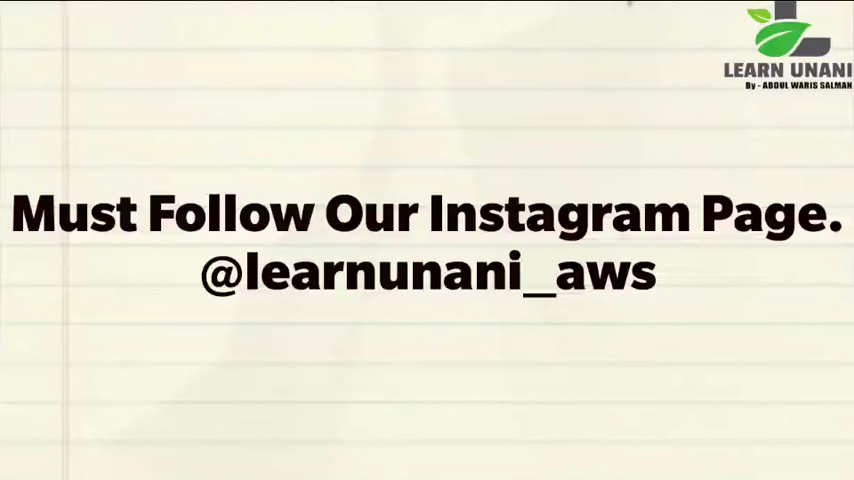 LEARN UNANI
By - ABDUL WARIS SALMAN
Must Follow Our Instagram Page.
@learnunani_aws